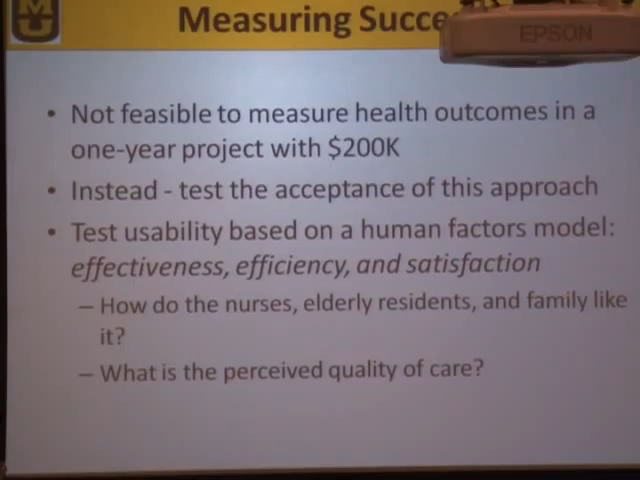 MU
Measuring Succe
EPSON
• Not feasible to measure health outcomes in a
one-year project with $200K
• Instead - test the acceptance of this approach
• Test usability based on a human factors model:
effectiveness, efficiency, and satisfaction
– How do the nurses, elderly residents, and family like
it?
– What is the perceived quality of care?